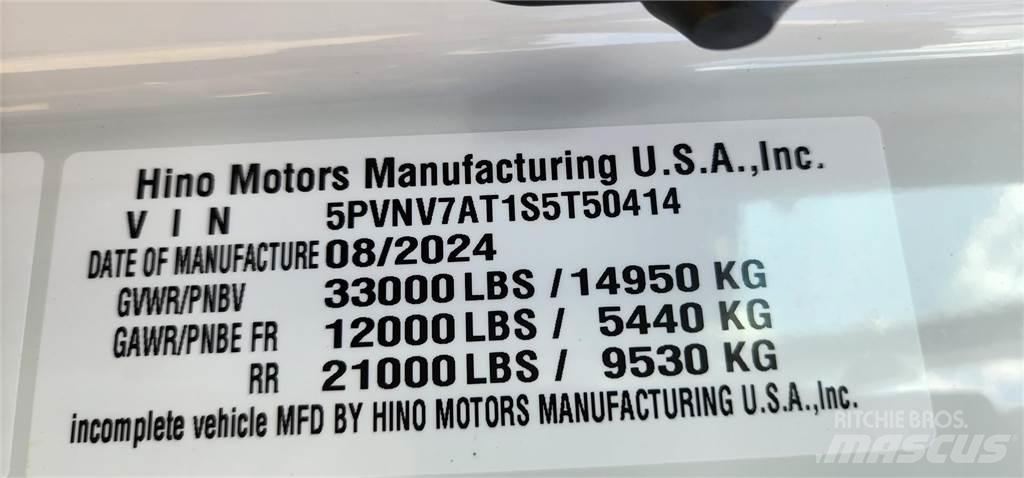 Hino Motors Manufacturing U.S.A.,Inc.
V I N 5PVNV7AT1S5T50414
DATE OF MANUFACTURE 08/2024
GVWR/PNBV 33000 LBS / 14950 KG
GAWR/PNBE FR 12000 LBS / 5440 KG
RR 21000 LBS / 9530 KG
incomplete vehicle MFD BY HINO MOTORS MANUFACTURING U.S.A.,Inc.
RITCHIE BROS.
MASCUS